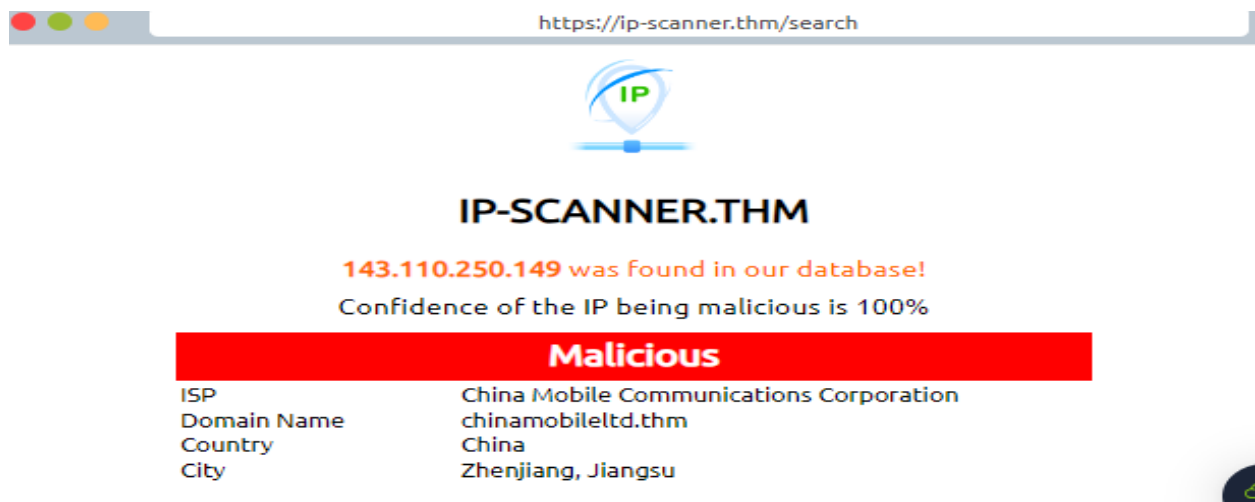 https://ip-scanner.thm/search
IP
IP-SCANNER.THM
143.110.250.149 was found in our database!
Confidence of the IP being malicious is 100%
Malicious
ISP China Mobile Communications Corporation
Domain Name chinamobileltd.thm
Country China
City Zhenjiang, Jiangsu